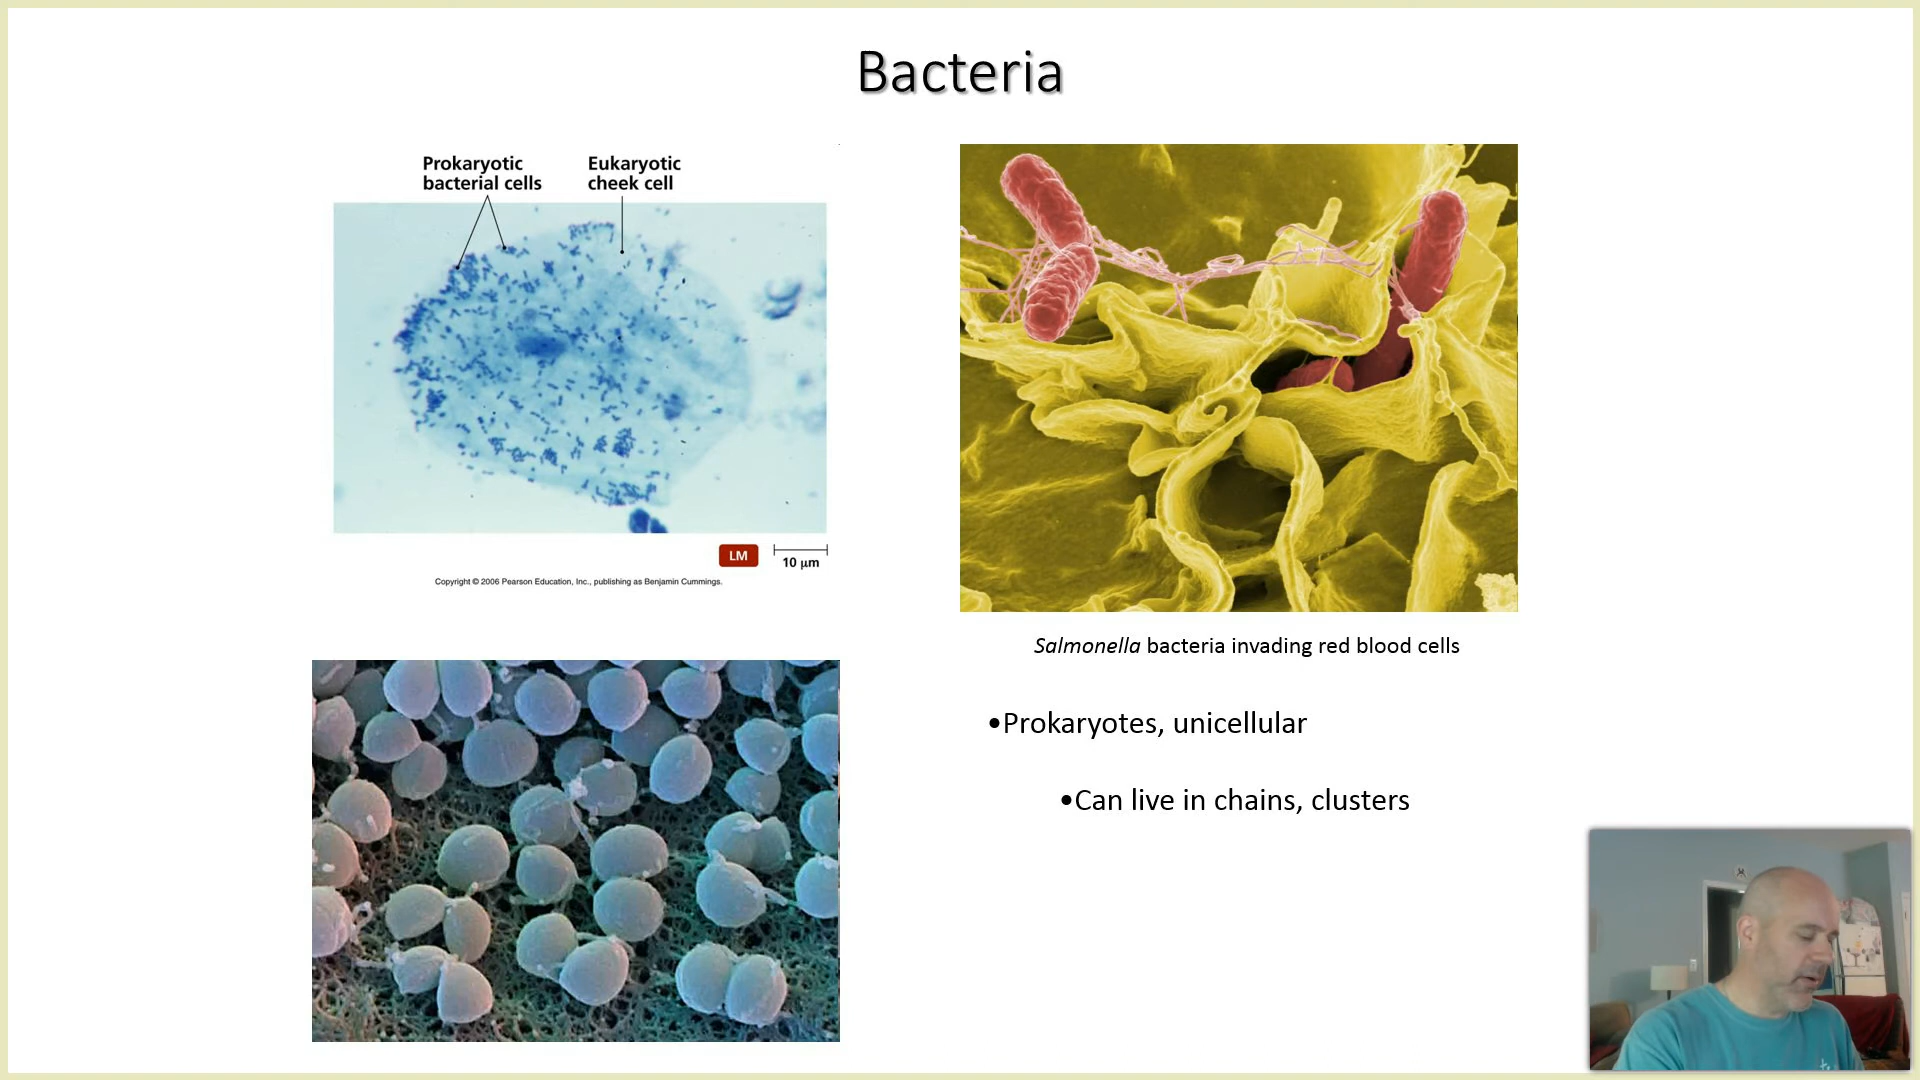 Bacteria
Prokaryotic
bacterial cells
Eukaryotic
cheek cell
LM
10 µm
Copyright © 2006 Pearson Education, Inc., publishing as Benjamin Cummings.
Salmonella bacteria invading red blood cells
•Prokaryotes, unicellular
•Can live in chains, clusters